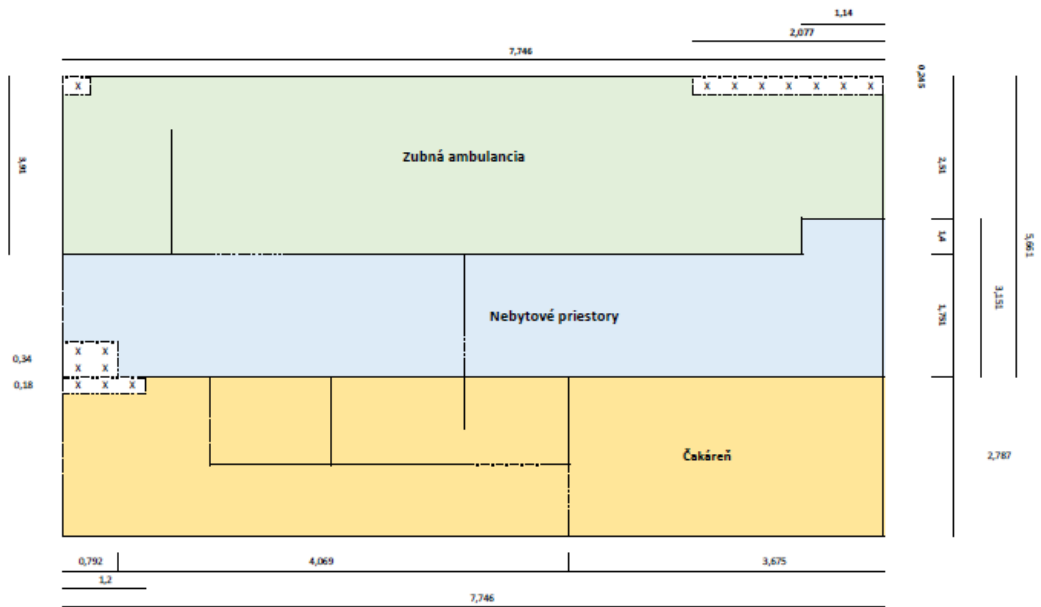 1,14
2,077
7,746
0,245
X
X X X X X X X
3,91
Zubná ambulancia
2,51
1,4
5,661
3,151
Nebytové priestory
1,751
0,34
X X
X X
0,18
X X X
Čakáreň
2,787
0,792
4,069
3,675
1,2
7,746